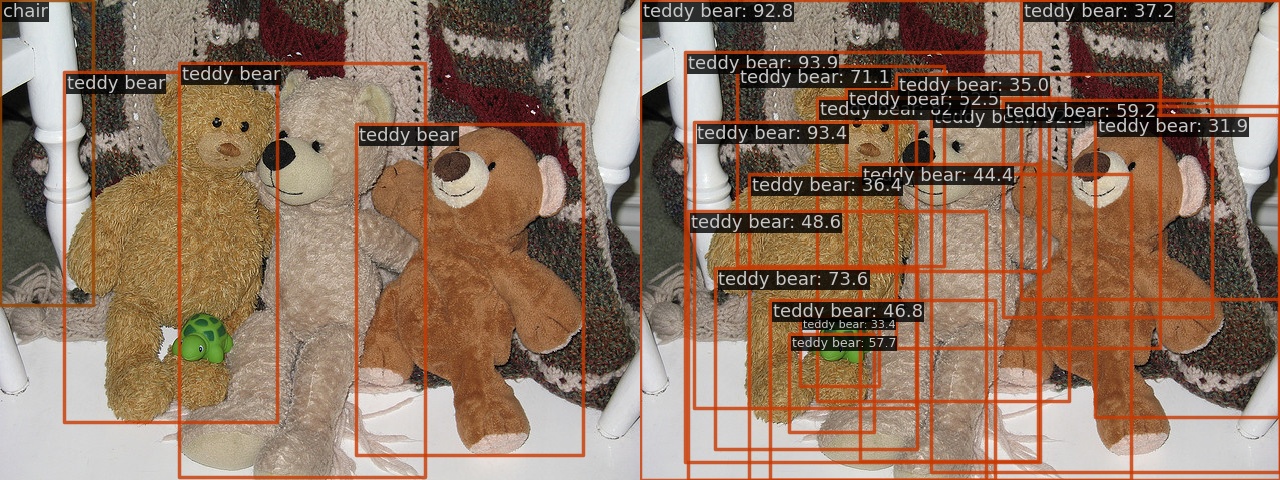 chair
teddy bear
teddy bear
teddy bear
teddy bear: 92.8
teddy bear: 37.2
teddy bear: 93.9
teddy bear: 71.1
teddy bear: 35.0
teddy bear: 52.5
teddy bear: 59.2
teddy bear: 31.9
teddy bear: 93.4
teddy bear: 44.4
teddy bear: 36.4
teddy bear: 48.6
teddy bear: 73.6
teddy bear: 46.8
teddy bear: 33.4
teddy bear: 57.7